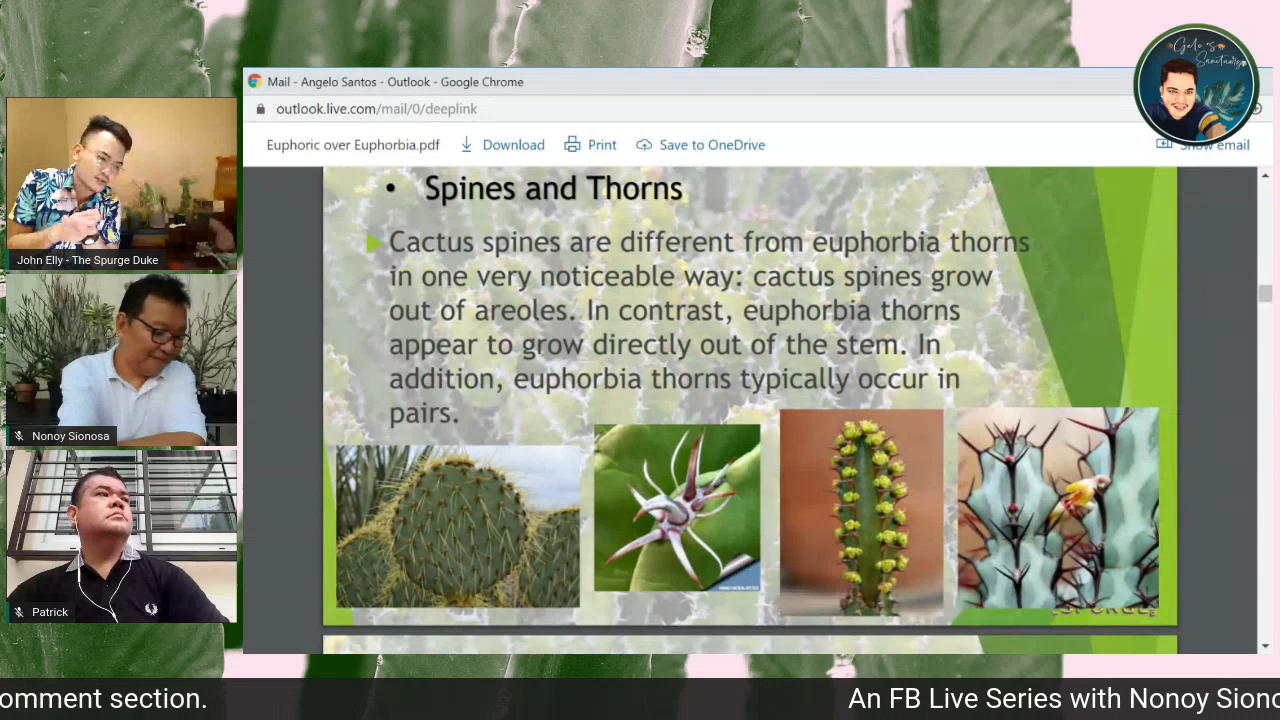 Gelo's
Sanctuary
Mail - Angelo Santos - Outlook - Google Chrome
outlook.live.com/mail/0/deeplink
Euphoric over Euphorbia.pdf Download Print Save to OneDrive Show email
• Spines and Thorns
Cactus spines are different from euphorbia thorns
in one very noticeable way: cactus spines grow
out of areoles. In contrast, euphorbia thorns
appear to grow directly out of the stem. In
addition, euphorbia thorns typically occur in
pairs.
John Elly - The Spurge Duke
Nonoy Sionosa
Patrick
omment section.
An FB Live Series with Nonoy Siono